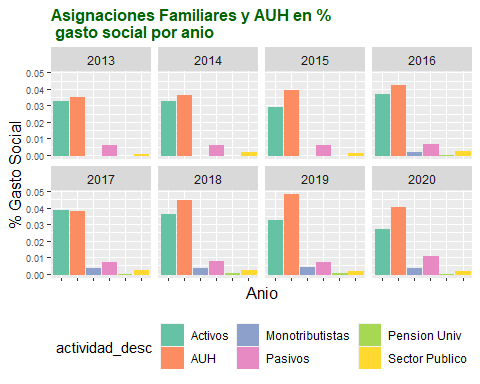 Asignaciones Familiares y AUH en %
gasto social por anio
2013 2014 2015 2016
0.05
0.04
0.03
0.02
0.01
0.00
2017 2018 2019 2020
0.05
0.04
0.03
0.02
0.01
0.00
% Gasto Social
Anio
actividad_desc
Activos Monotributistas Pension Univ
AUH Pasivos Sector Publico